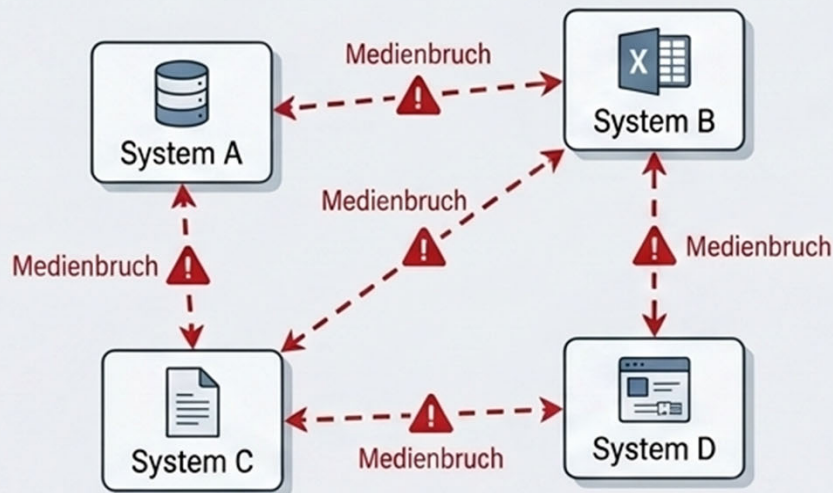 Medienbruch
System A
X
System B
Medienbruch
Medienbruch
Medienbruch
System C
Medienbruch
System D